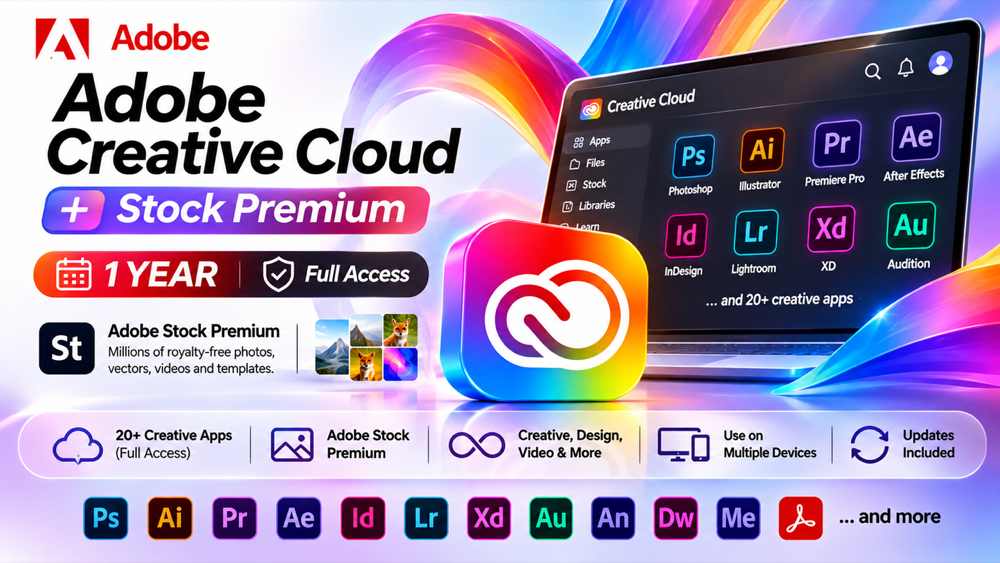 Adobe
Adobe
Creative Cloud
+ Stock Premium
1 YEAR
Full Access
St
Adobe Stock Premium
Millions of royalty-free photos,
vectors, videos and templates.
Creative Cloud
Apps
Files
Stock
Libraries
Learn
Ps
Ai
Pr
Ae
Photoshop
Illustrator
Premiere Pro
After Effects
Id
Lr
Xd
Au
InDesign
Lightroom
XD
Audition
... and 20+ creative apps
20+ Creative Apps
(Full Access)
Adobe Stock
Premium
Creative, Design,
Video & More
Use on
Multiple Devices
Updates
Included
Ps
Ai
Pr
Ae
Id
Lr
Xd
Au
An
Dw
Me
... and more